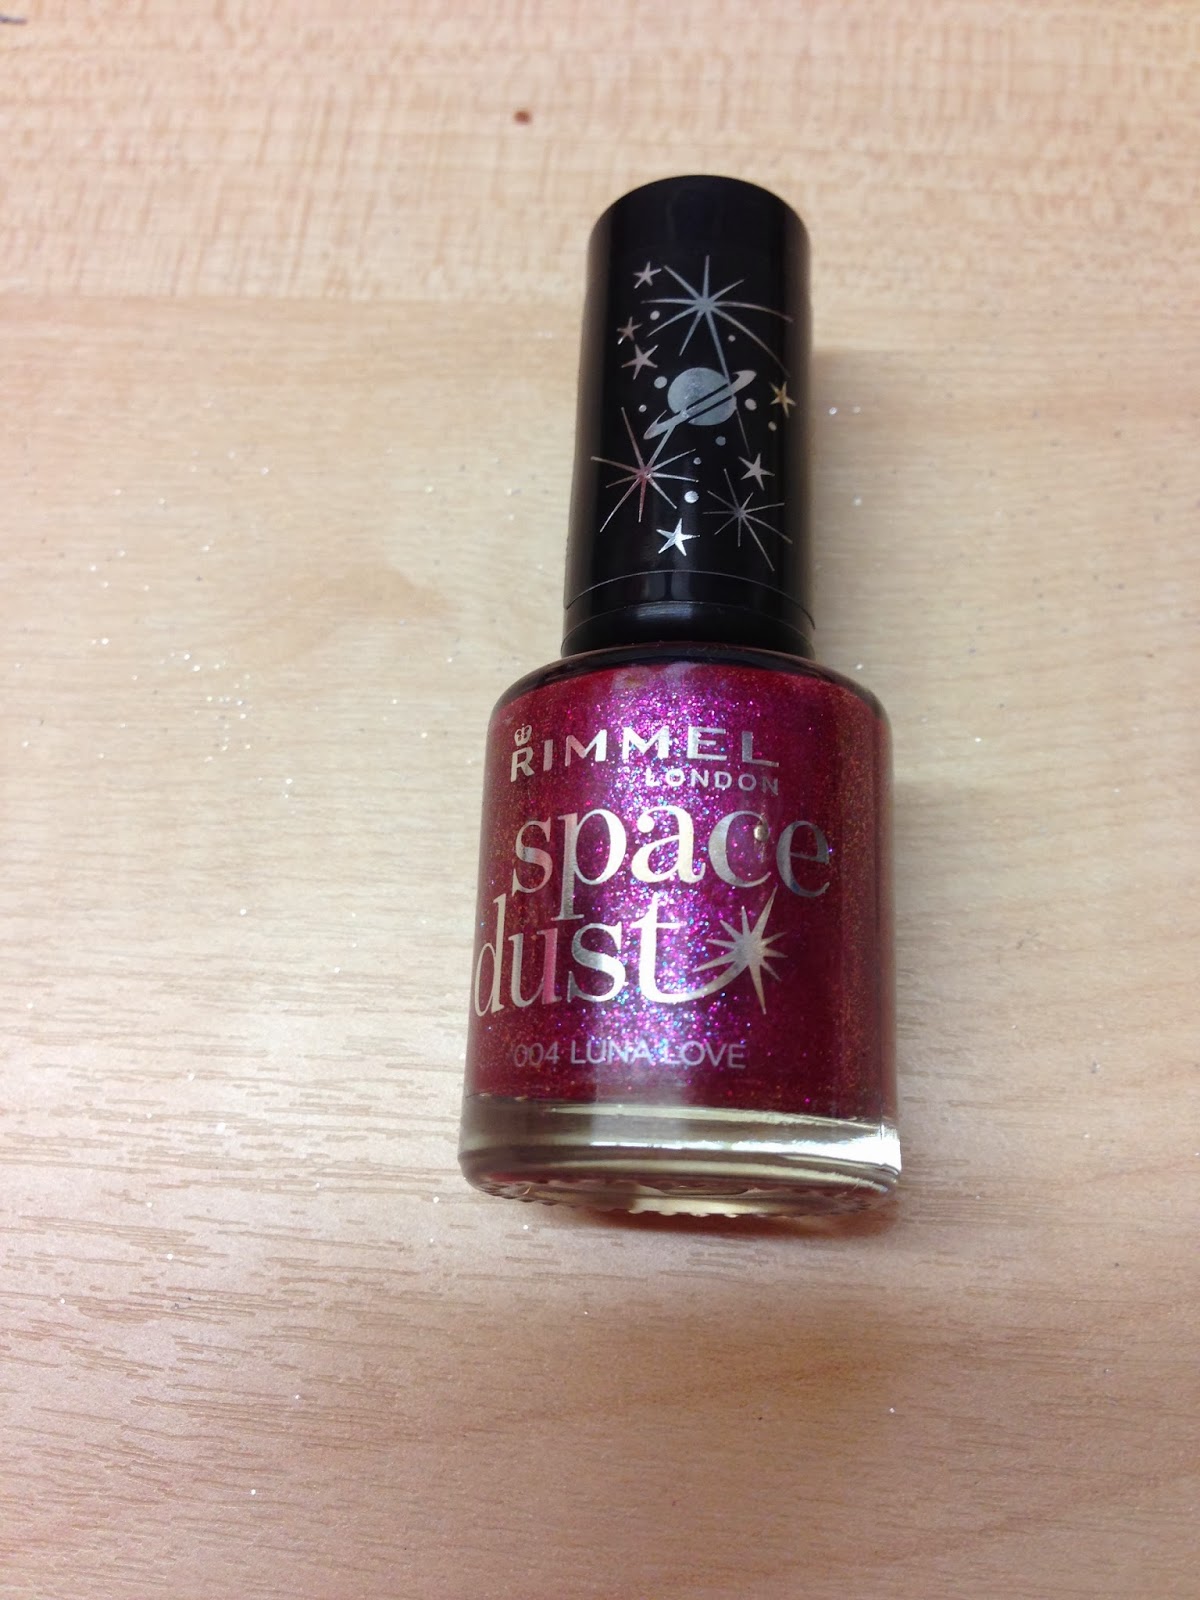 RIMMEL
LONDON
space
dust
004 LUNA LOVE